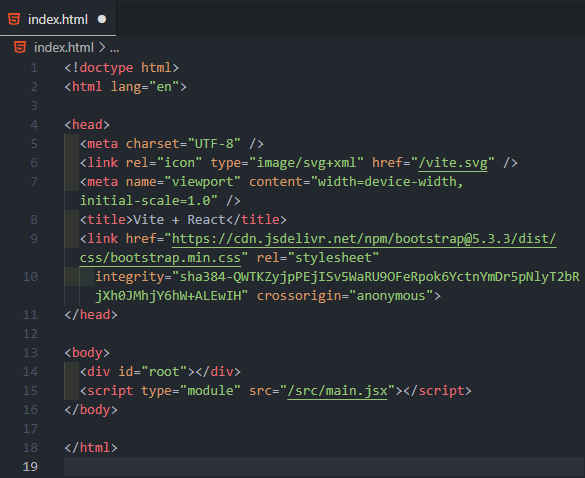 index.html
index.html > ...
1 <!doctype html>
2 <html lang="en">
3
4 <head>
5 <meta charset="UTF-8" />
6 <link rel="icon" type="image/svg+xml" href="/vite.svg" />
7 <meta name="viewport" content="width=device-width,
initial-scale=1.0" />
8 <title>Vite + React</title>
9 <link href="https://cdn.jsdelivr.net/npm/bootstrap@5.3.3/dist/
css/bootstrap.min.css" rel="stylesheet"
10 integrity="sha384-QWTKZyjpPEjISv5WaRU9OFeRpok6YctnYmDr5pNlyT2bR
jXh0JMhjY6hW+ALEwIH" crossorigin="anonymous">
11 </head>
12
13 <body>
14 <div id="root"></div>
15 <script type="module" src="/src/main.jsx"></script>
16 </body>
17
18 </html>
19